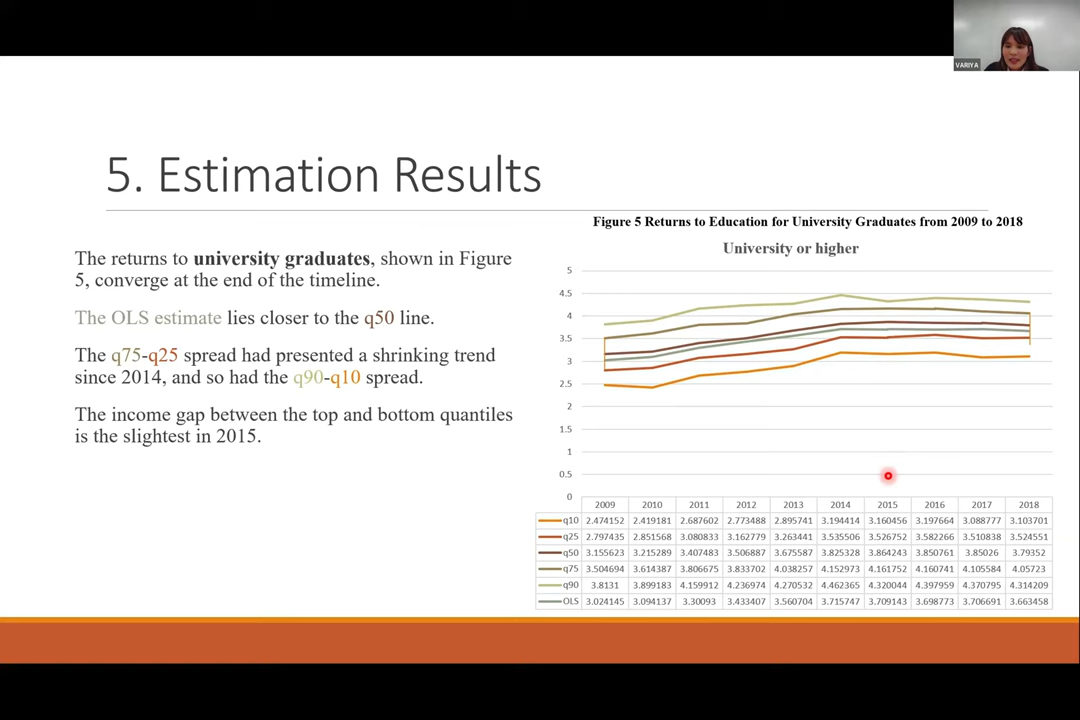 VARIYA
5. Estimation Results
The returns to university graduates, shown in Figure
5, converge at the end of the timeline.
The OLS estimate lies closer to the q50 line.
The q75-q25 spread had presented a shrinking trend
since 2014, and so had the q90-q10 spread.
The income gap between the top and bottom quantiles
is the slightest in 2015.
Figure 5 Returns to Education for University Graduates from 2009 to 2018
University or higher
5
4.5
4
3.5
3
2.5
2
1.5
1
0.5
0
2009 2010 2011 2012 2013 2014 2015 2016 2017 2018
q10 2.474152 2.419181 2.687602 2.773488 2.895741 3.194414 3.160456 3.197664 3.088777 3.103701
q25 2.797435 2.851568 3.080833 3.162779 3.263441 3.535506 3.526752 3.582266 3.510838 3.524551
q50 3.155623 3.215289 3.407483 3.506887 3.675587 3.825328 3.864243 3.850761 3.85026 3.79352
q75 3.504694 3.614387 3.806675 3.833702 4.038257 4.152973 4.161752 4.160741 4.105584 4.05723
q90 3.8131 3.899183 4.159912 4.236974 4.270532 4.462365 4.320044 4.397959 4.370795 4.314209
OLS 3.024145 3.094137 3.30093 3.433407 3.560704 3.715747 3.709143 3.698773 3.706691 3.663458